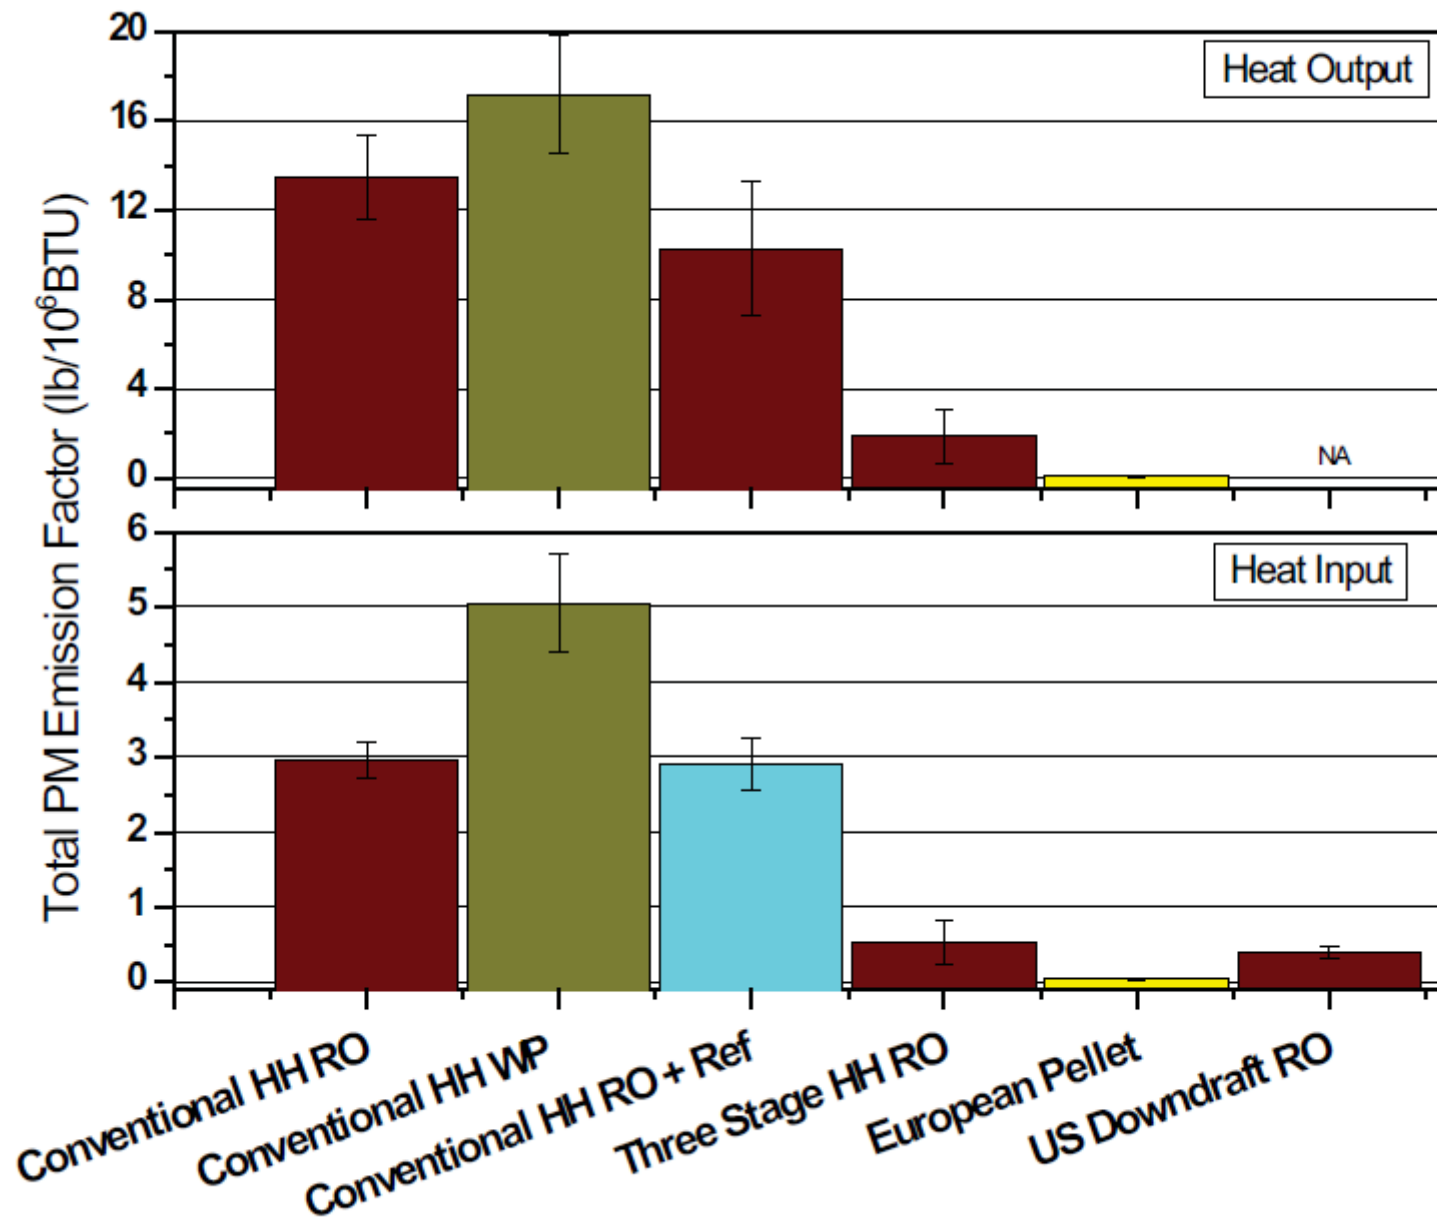 Total PM Emission Factor (lb/10⁶BTU)
20
16
12
8
4
0
Heat Output
NA
6
5
4
3
2
1
0
Heat Input
Conventional HH RO
Conventional HH WP
Conventional HH RO + Ref
Three Stage HH RO
European Pellet
US Downdraft RO